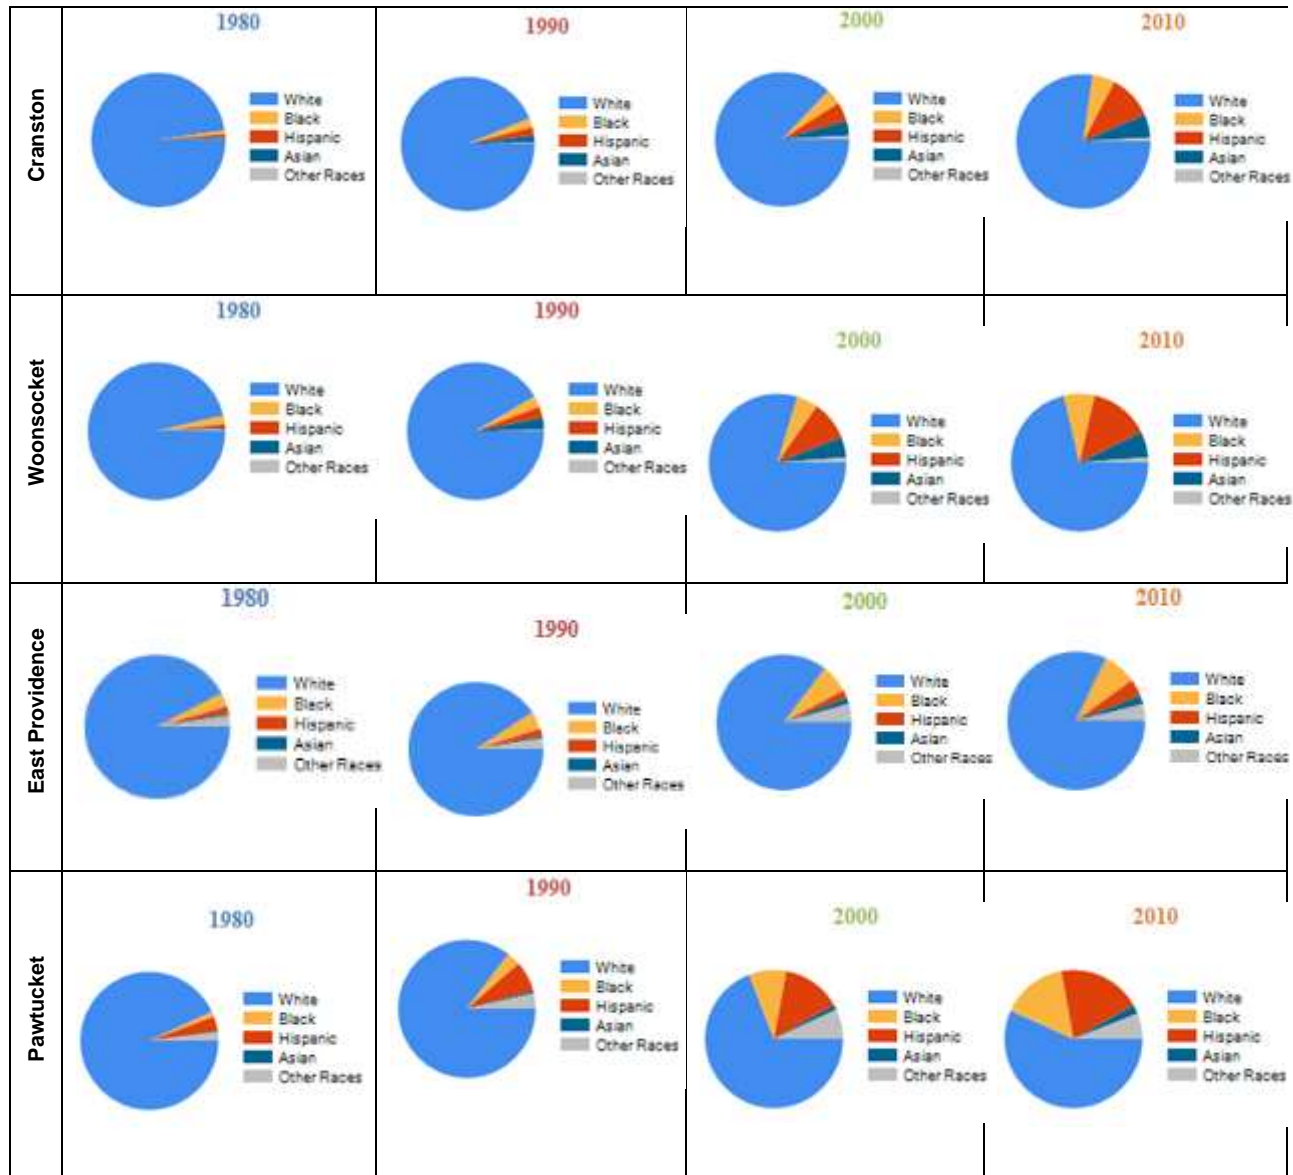 Cranston
1980
White
Black
Hispanic
Asian
Other Races
1990
White
Black
Hispanic
Asian
Other Races
2000
White
Black
Hispanic
Asian
Other Races
2010
White
Black
Hispanic
Asian
Other Races
Woonsocket
1980
White
Black
Hispanic
Asian
Other Races
1990
White
Black
Hispanic
Asian
Other Races
2000
White
Black
Hispanic
Asian
Other Races
2010
White
Black
Hispanic
Asian
Other Races
East Providence
1980
White
Black
Hispanic
Asian
Other Races
1990
White
Black
Hispanic
Asian
Other Races
2000
White
Black
Hispanic
Asian
Other Races
2010
White
Black
Hispanic
Asian
Other Races
Pawtucket
1980
White
Black
Hispanic
Asian
Other Races
1990
White
Black
Hispanic
Asian
Other Races
2000
White
Black
Hispanic
Asian
Other Races
2010
White
Black
Hispanic
Asian
Other Races